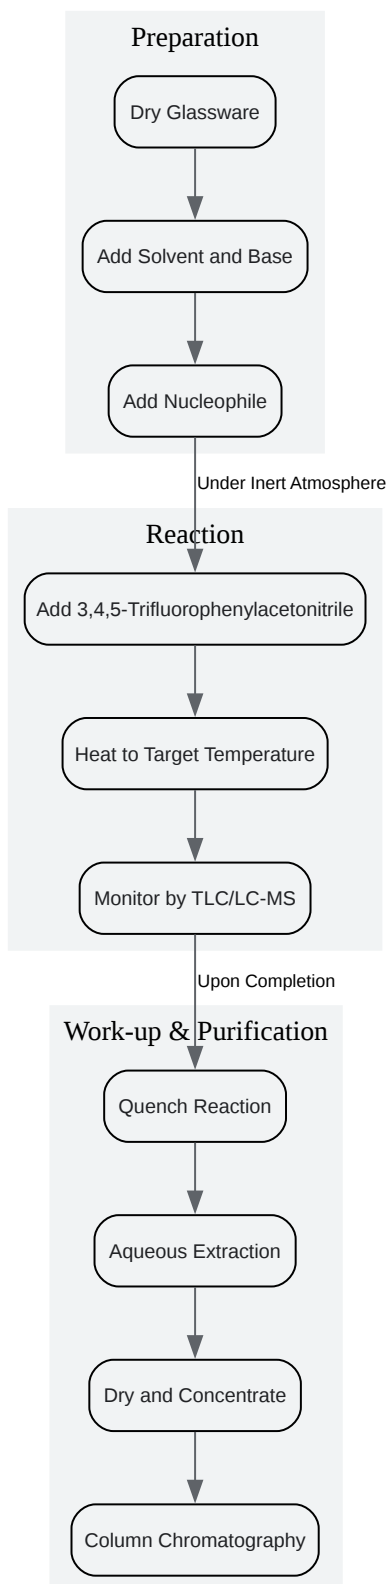 Preparation
Dry Glassware
Add Solvent and Base
Add Nucleophile
Under Inert Atmosphere
Reaction
Add 3,4,5-Trifluorophenylacetonitrile
Heat to Target Temperature
Monitor by TLC/LC-MS
Upon Completion
Work-up & Purification
Quench Reaction
Aqueous Extraction
Dry and Concentrate
Column Chromatography